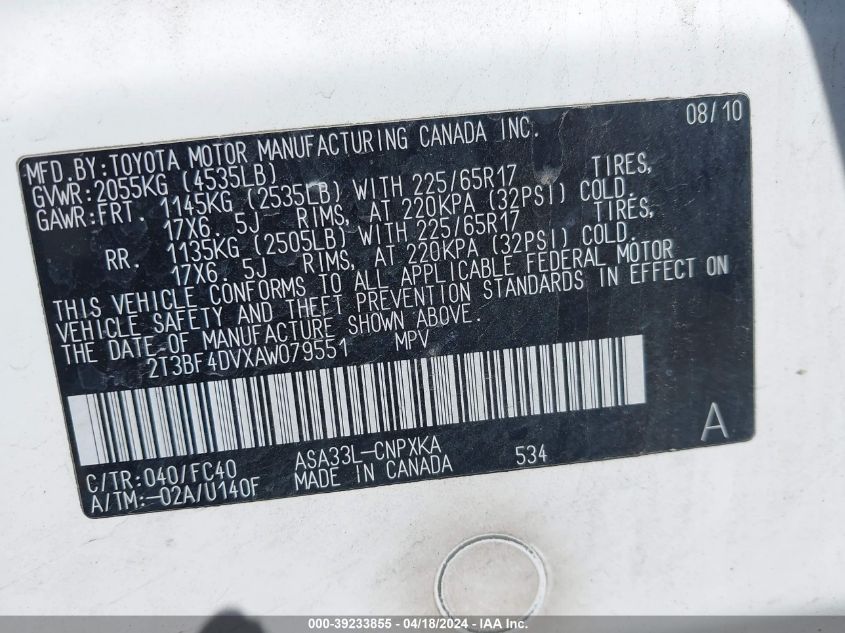 08/10
MFD.BY:TOYOTA MOTOR MANUFACTURING CANADA INC.
GVWR:2055KG (4535LB)
GAWR:FRT. 1145KG (2535LB) WITH 225/65R17 TIRES,
17X6. 5J RIMS, AT 220KPA (32PSI) COLD.
RR. 1135KG (2505LB) WITH 225/65R17 TIRES,
17X6. 5J RIMS, AT 220KPA (32PSI) COLD.
THIS VEHICLE CONFORMS TO ALL APPLICABLE FEDERAL MOTOR
VEHICLE SAFETY AND THEFT PREVENTION STANDARDS IN EFFECT ON
THE DATE OF MANUFACTURE SHOWN ABOVE.
2T3BF4DVXAW079551 MPV
A
C/TR:040/FC40 ASA33L-CNPXKA 534
A/TM:-02A/U140F MADE IN CANADA
000-39233855 - 04/18/2024 - IAA Inc.